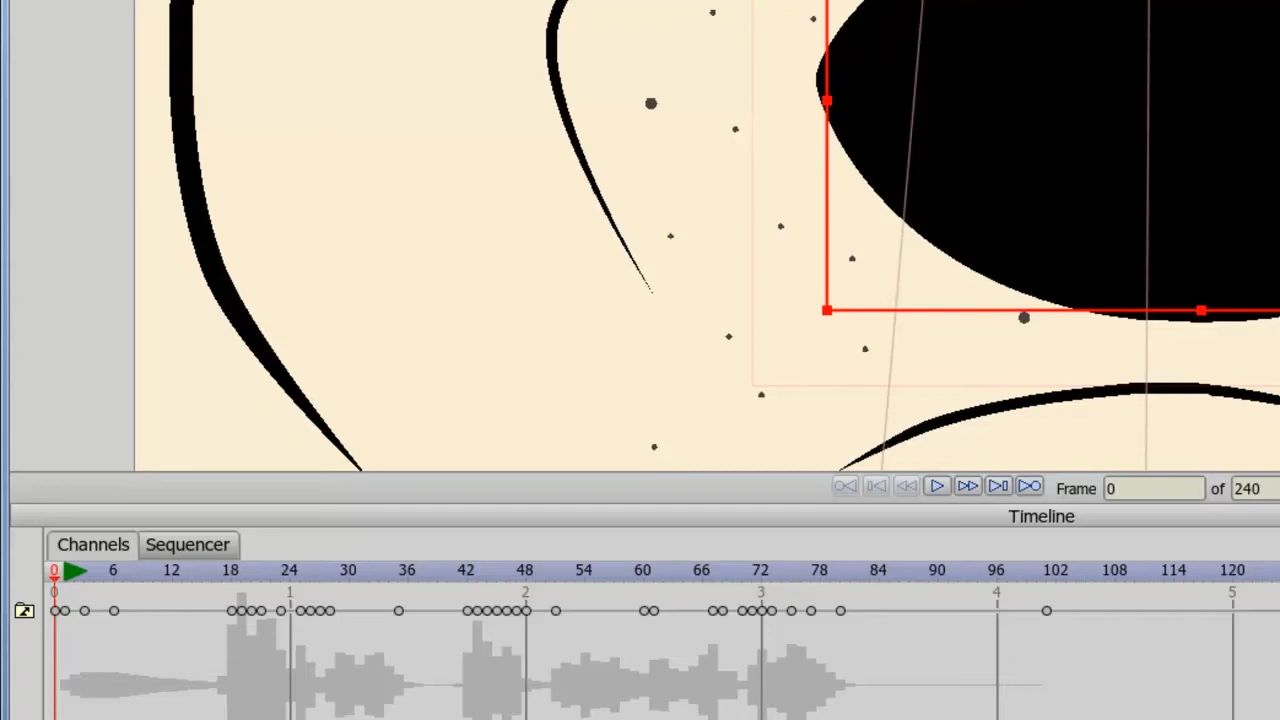 Frame 0 of 240
Timeline
Channels Sequencer
0 6 12 18 24 30 36 42 48 54 60 66 72 78 84 90 96 102 108 114 120
0 1 2 3 4 5